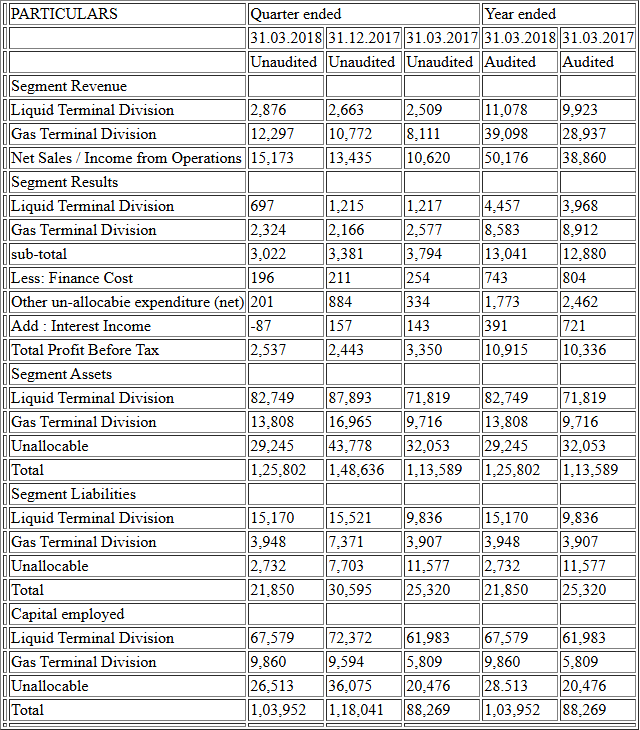 PARTICULARS Quarter ended Year ended
31.03.2018 31.12.2017 31.03.2017 31.03.2018 31.03.2017
Unaudited Unaudited Unaudited Audited Audited
Segment Revenue
Liquid Terminal Division 2,876 2,663 2,509 11,078 9,923
Gas Terminal Division 12,297 10,772 8,111 39,098 28,937
Net Sales / Income from Operations 15,173 13,435 10,620 50,176 38,860
Segment Results
Liquid Terminal Division 697 1,215 1,217 4,457 3,968
Gas Terminal Division 2,324 2,166 2,577 8,583 8,912
sub-total 3,022 3,381 3,794 13,041 12,880
Less: Finance Cost 196 211 254 743 804
Other un-allocabie expenditure (net) 201 884 334 1,773 2,462
Add : Interest Income -87 157 143 391 721
Total Profit Before Tax 2,537 2,443 3,350 10,915 10,336
Segment Assets
Liquid Terminal Division 82,749 87,893 71,819 82,749 71,819
Gas Terminal Division 13,808 16,965 9,716 13,808 9,716
Unallocable 29,245 43,778 32,053 29,245 32,053
Total 1,25,802 1,48,636 1,13,589 1,25,802 1,13,589
Segment Liabilities
Liquid Terminal Division 15,170 15,521 9,836 15,170 9,836
Gas Terminal Division 3,948 7,371 3,907 3,948 3,907
Unallocable 2,732 7,703 11,577 2,732 11,577
Total 21,850 30,595 25,320 21,850 25,320
Capital employed
Liquid Terminal Division 67,579 72,372 61,983 67,579 61,983
Gas Terminal Division 9,860 9,594 5,809 9,860 5,809
Unallocable 26,513 36,075 20,476 28.513 20,476
Total 1,03,952 1,18,041 88,269 1,03,952 88,269